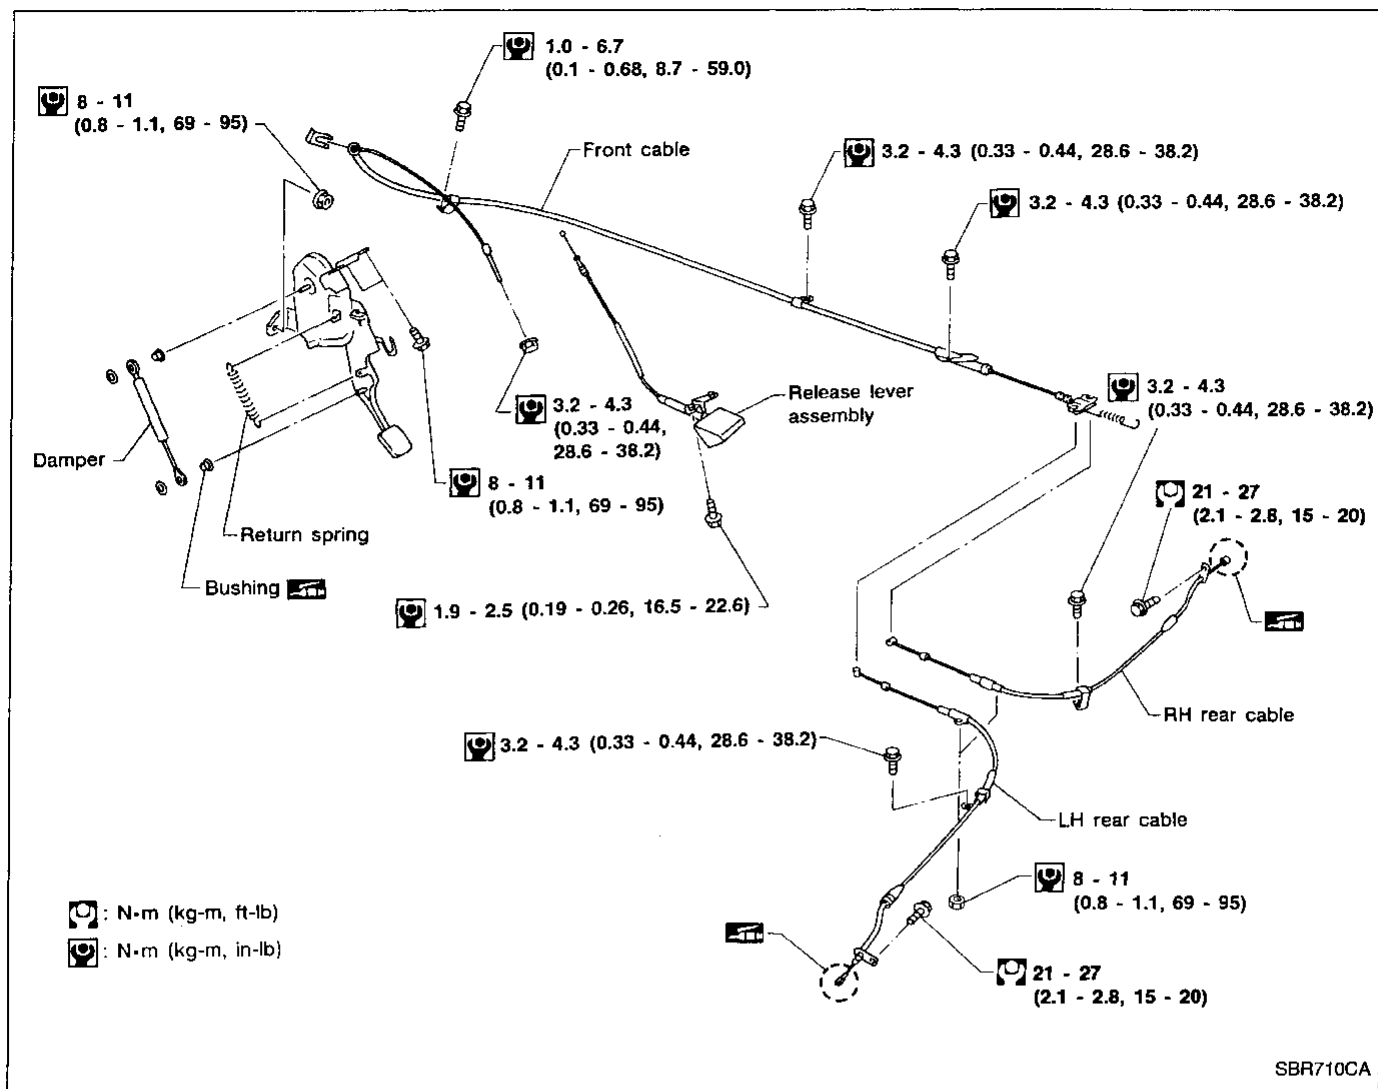 1.0 - 6.7
(0.1 - 0.68, 8.7 - 59.0)
8 - 11
(0.8 - 1.1, 69 - 95)
Front cable
3.2 - 4.3 (0.33 - 0.44, 28.6 - 38.2)
3.2 - 4.3 (0.33 - 0.44, 28.6 - 38.2)
Release lever
assembly
3.2 - 4.3
(0.33 - 0.44, 28.6 - 38.2)
3.2 - 4.3
(0.33 - 0.44,
28.6 - 38.2)
Damper
8 - 11
(0.8 - 1.1, 69 - 95)
21 - 27
(2.1 - 2.8, 15 - 20)
Return spring
Bushing
1.9 - 2.5 (0.19 - 0.26, 16.5 - 22.6)
RH rear cable
3.2 - 4.3 (0.33 - 0.44, 28.6 - 38.2)
LH rear cable
8 - 11
(0.8 - 1.1, 69 - 95)
: N•m (kg-m, ft-lb)
: N•m (kg-m, in-lb)
21 - 27
(2.1 - 2.8, 15 - 20)
SBR710CA